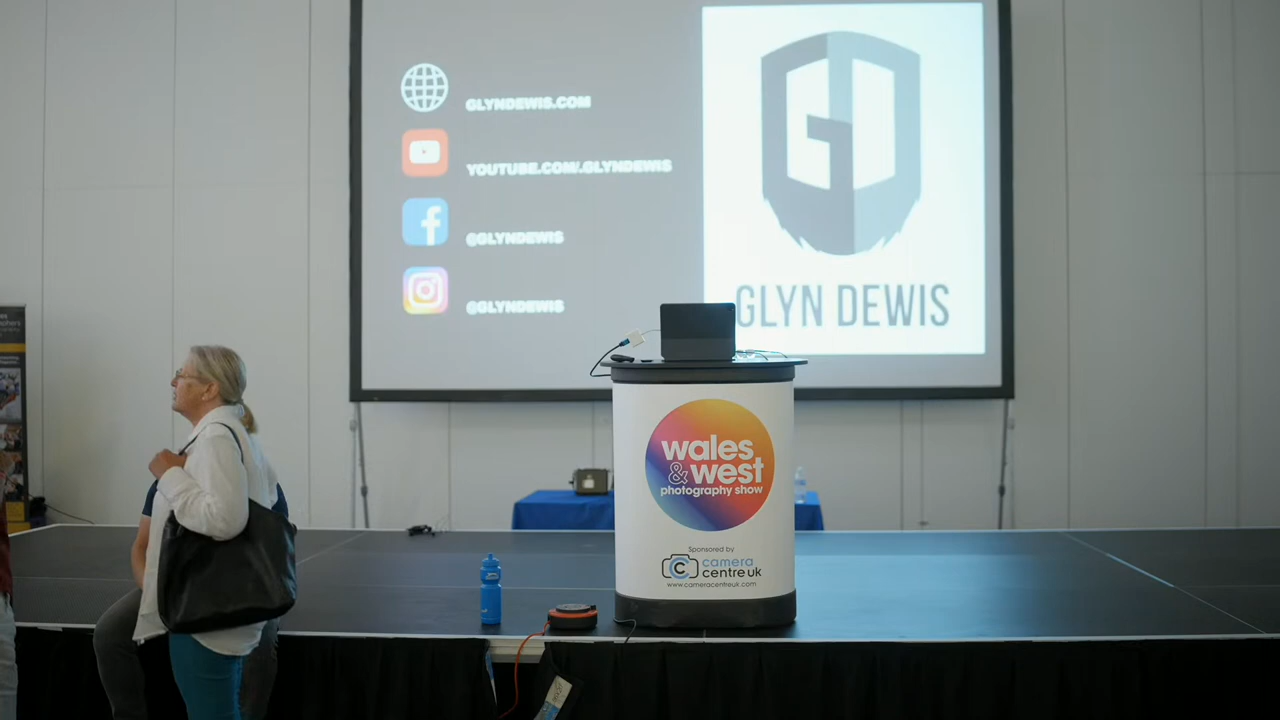 GLYNDEWIS.COM
YOUTUBE.COM/.GLYNDEWIS
@GLYNDEWIS
@GLYNDEWIS
GD
GLYN DEWIS
wales
& west
photography show
Sponsored by
camera
centre uk
www.cameracentreuk.com